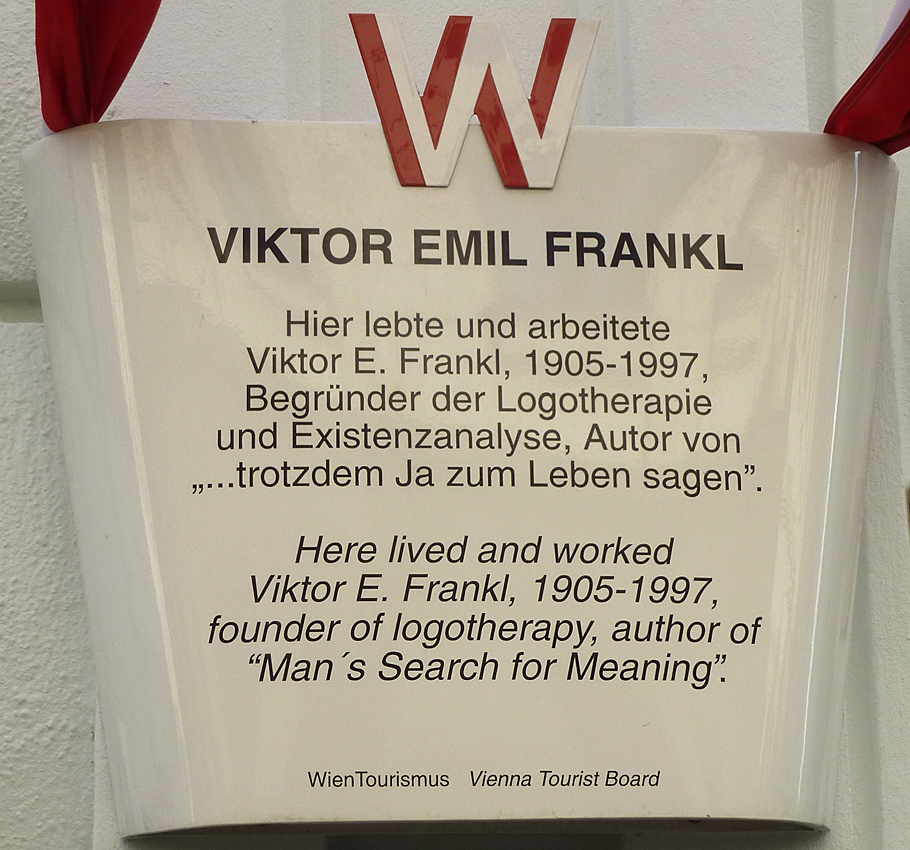 W
VIKTOR EMIL FRANKL
Hier lebte und arbeitete
Viktor E. Frankl, 1905-1997,
Begründer der Logotherapie
und Existenzanalyse, Autor von
„...trotzdem Ja zum Leben sagen”.
Here lived and worked
Viktor E. Frankl, 1905-1997,
founder of logotherapy, author of
“Man´s Search for Meaning”.
WienTourismus Vienna Tourist Board